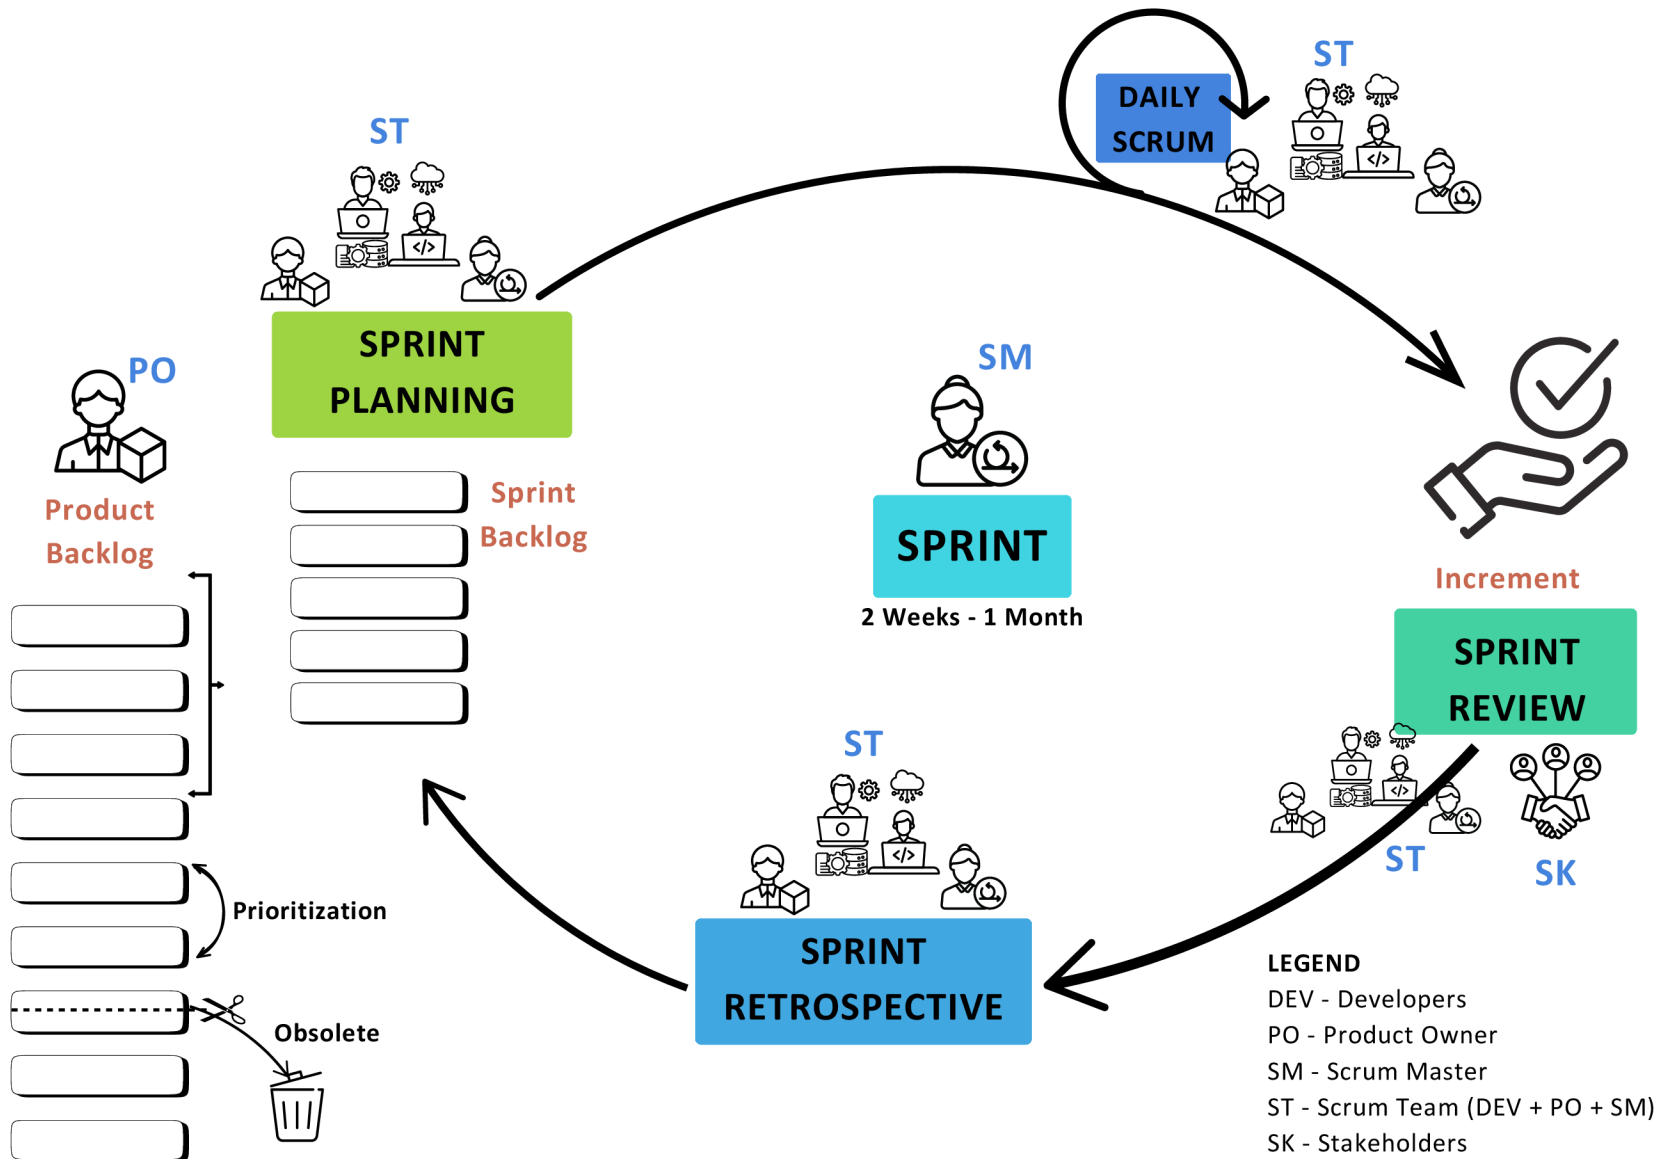 ST
DAILY
SCRUM
ST
SPRINT
PLANNING
PO
SM
Product
Backlog
Sprint
Backlog
SPRINT
2 Weeks - 1 Month
Increment
SPRINT
REVIEW
ST
SK
ST
SPRINT
RETROSPECTIVE
Prioritization
Obsolete
LEGEND
DEV - Developers
PO - Product Owner
SM - Scrum Master
ST - Scrum Team (DEV + PO + SM)
SK - Stakeholders